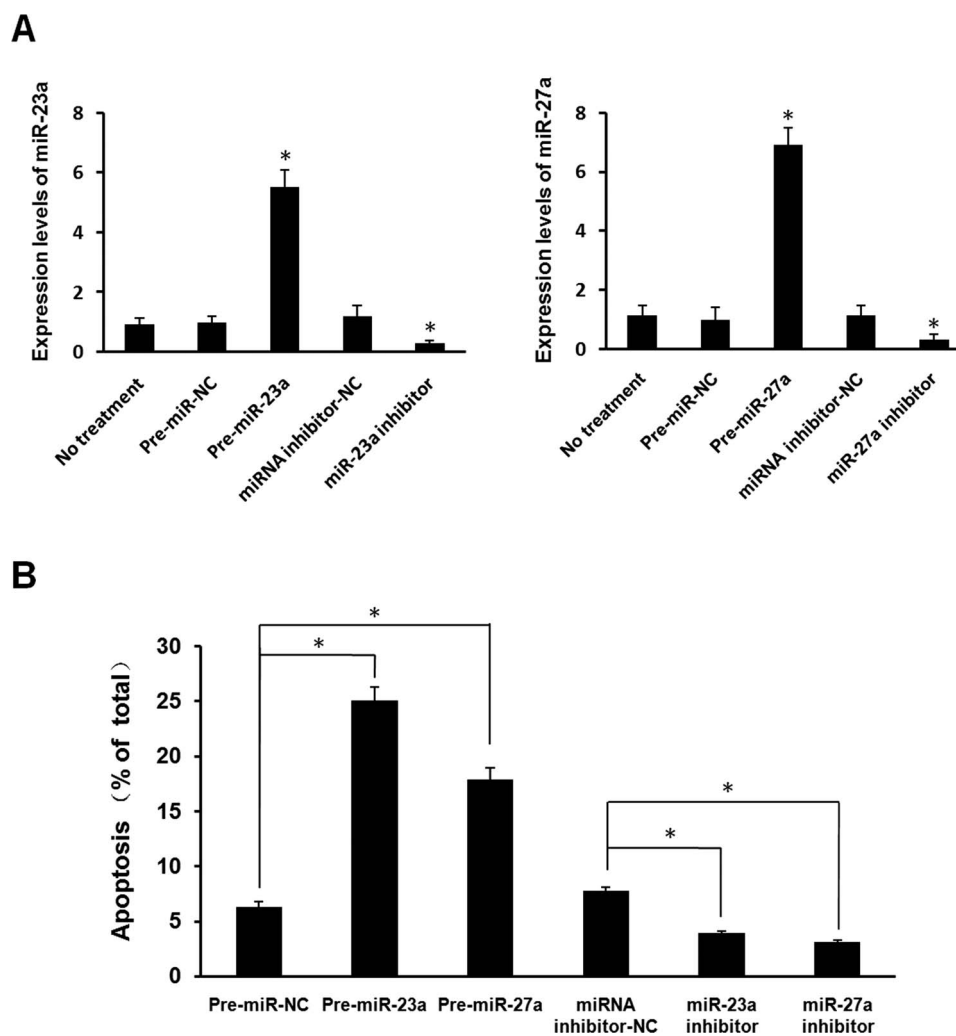 A
Expression levels of miR-23a
8
6
4
2
0
*
*
No treatment
Pre-miR-NC
Pre-miR-23a
miRNA inhibitor-NC
miR-23a inhibitor
Expression levels of miR-27a
8
6
4
2
0
*
*
No treatment
Pre-miR-NC
Pre-miR-27a
miRNA inhibitor-NC
miR-27a inhibitor
B
Apoptosis（% of total）
30
25
20
15
10
5
0
*
*
*
*
Pre-miR-NC
Pre-miR-23a
Pre-miR-27a
miRNA
inhibitor-NC
miR-23a
inhibitor
miR-27a
inhibitor